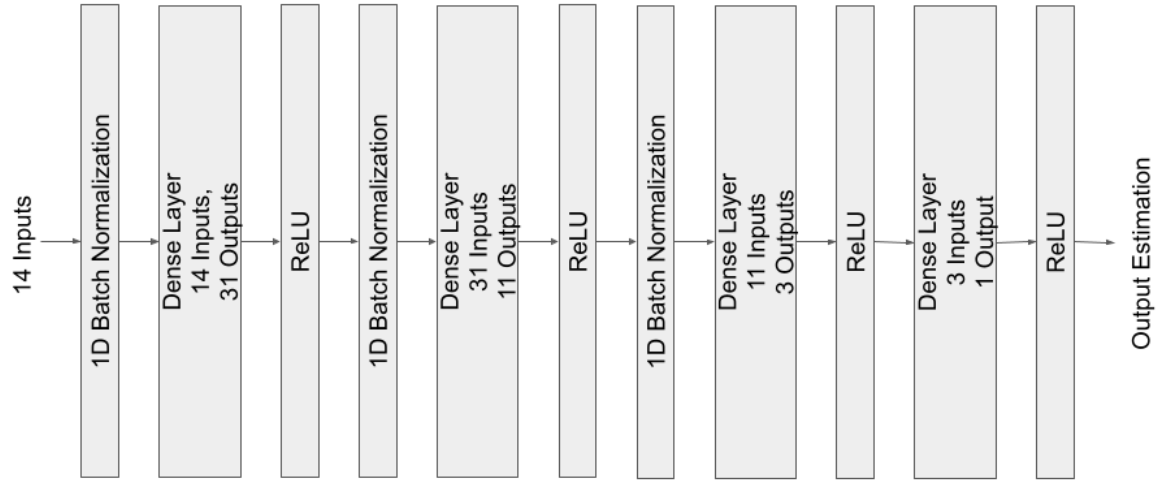 14 Inputs
1D Batch Normalization
Dense Layer
14 Inputs,
31 Outputs
ReLU
1D Batch Normalization
Dense Layer
31 Inputs
11 Outputs
ReLU
1D Batch Normalization
Dense Layer
11 Inputs
3 Outputs
ReLU
Dense Layer
3 Inputs
1 Output
ReLU
Output Estimation